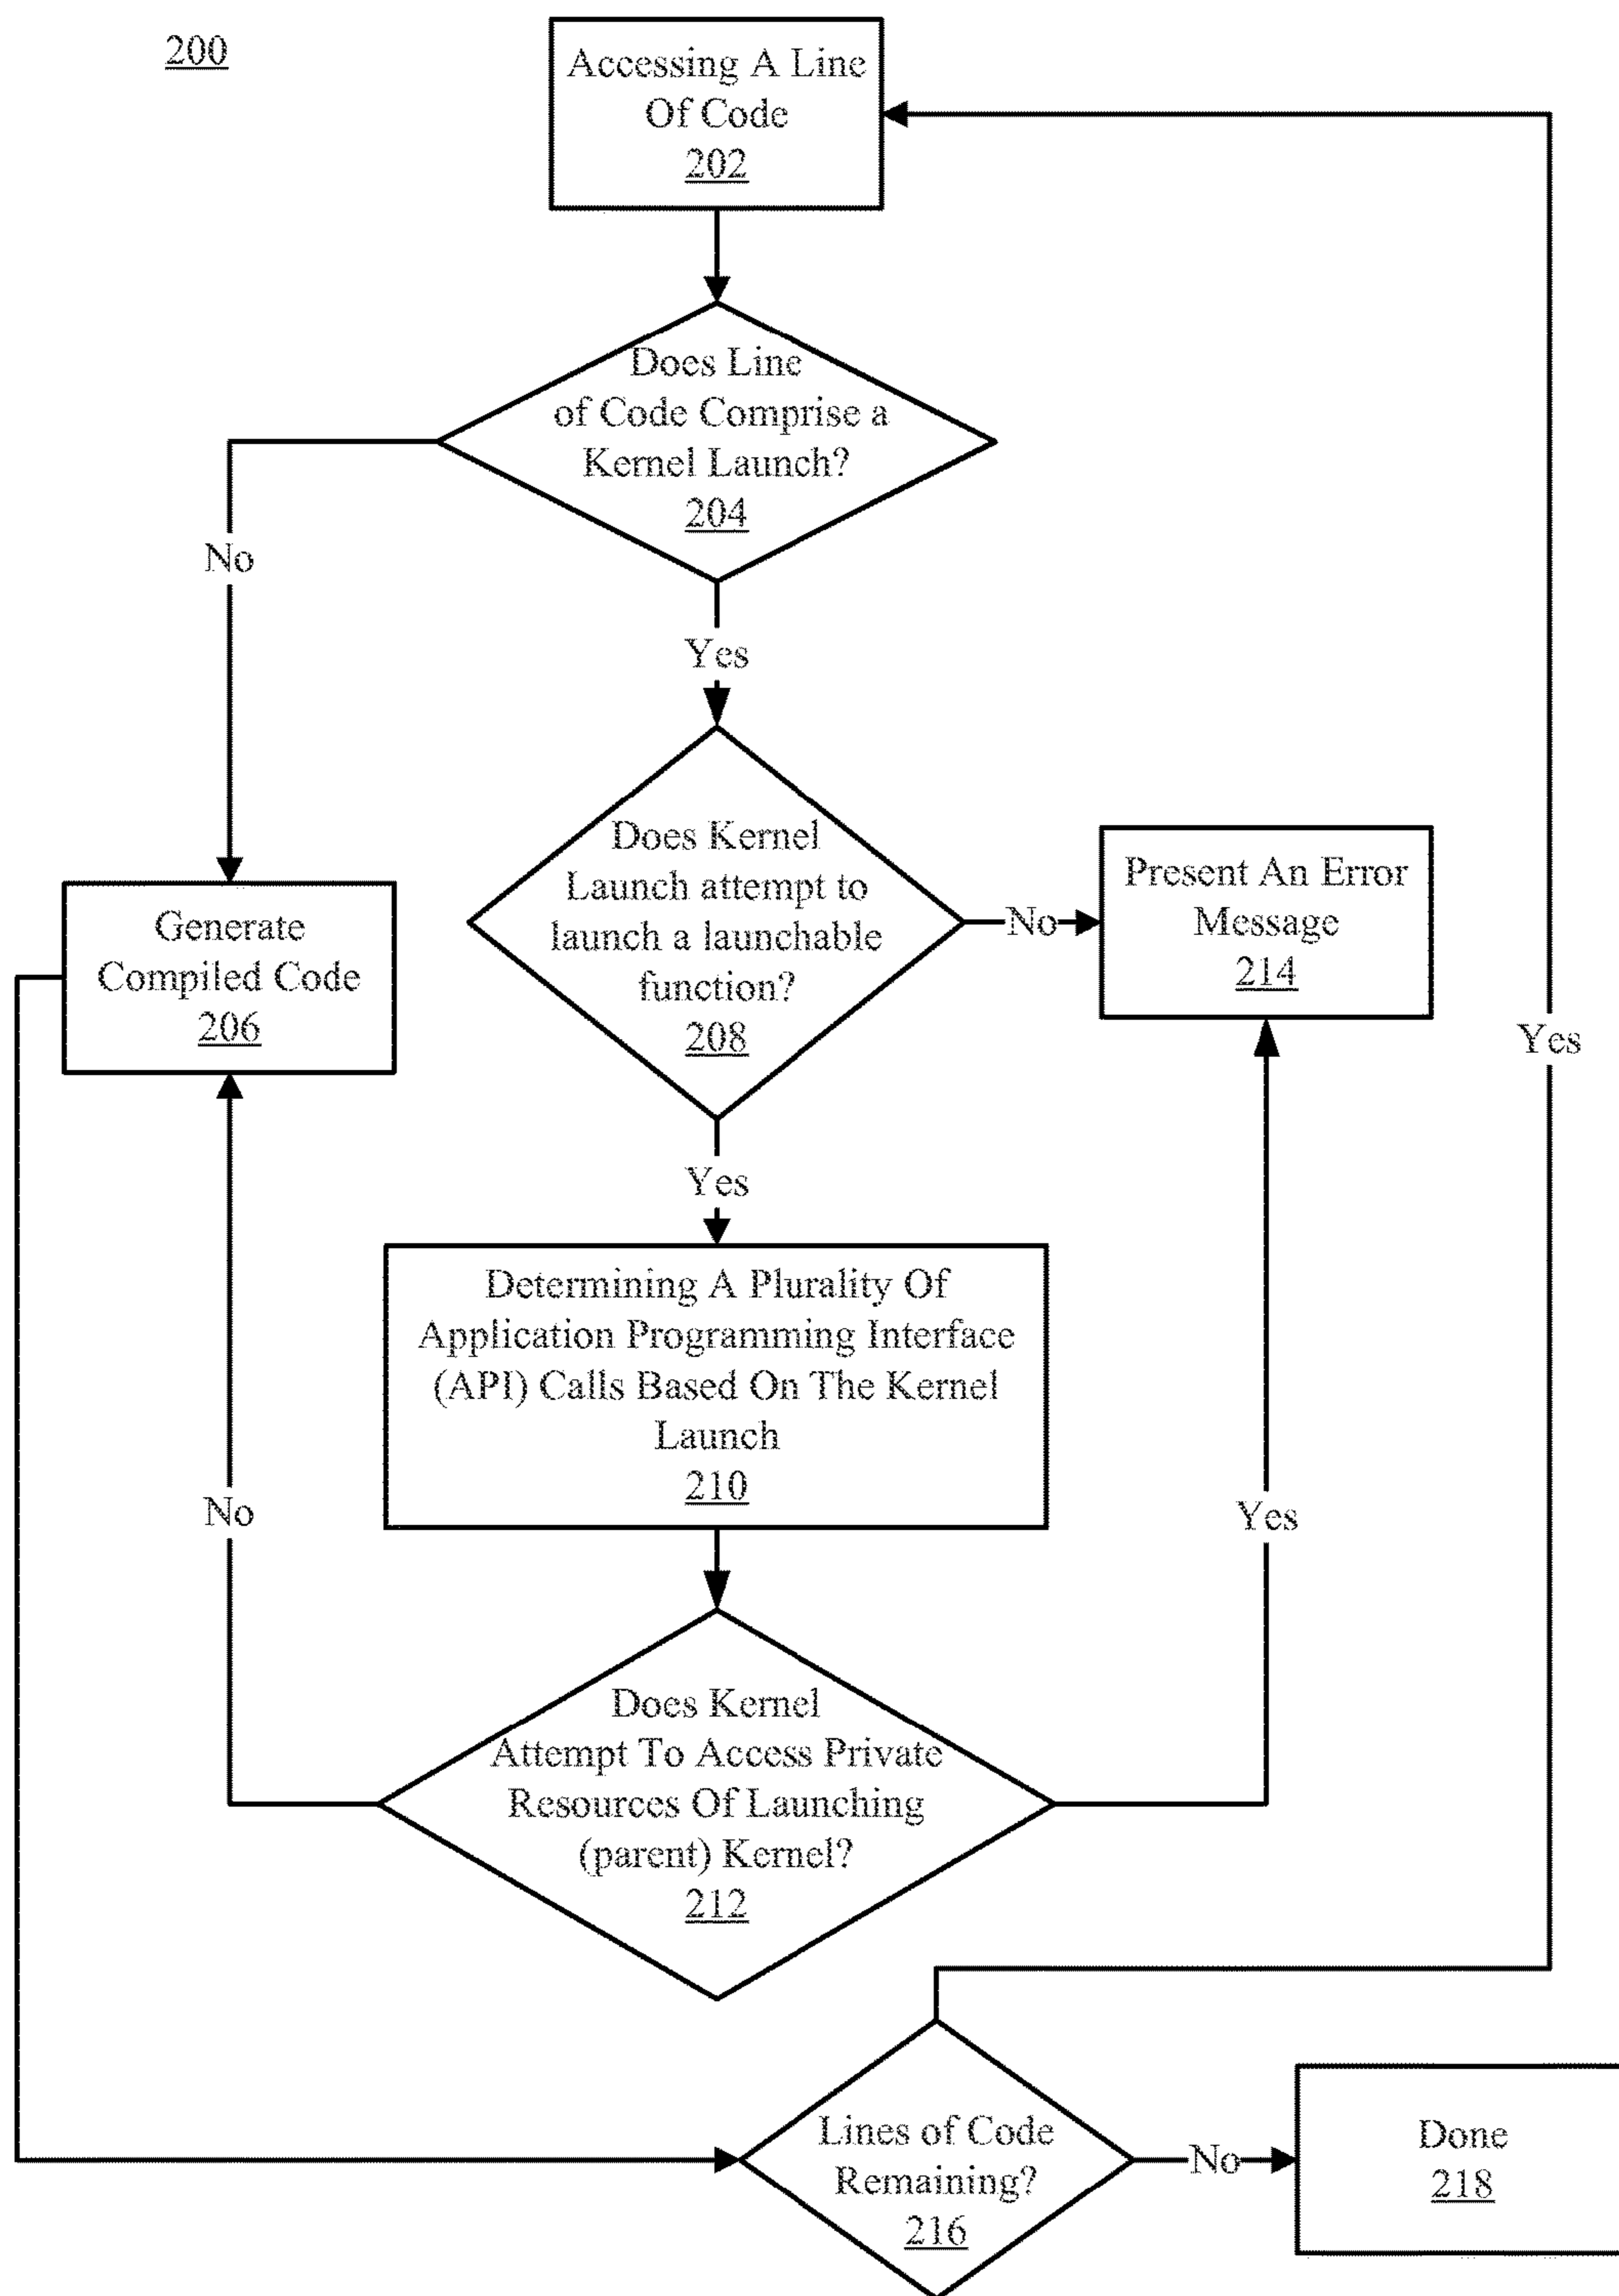 200
Accessing A Line
Of Code
202
Does Line
of Code Comprise a
Kernel Launch?
204
No
Yes
Does Kernel
Launch attempt to
launch a launchable
function?
208
No
Present An Error
Message
214
Generate
Compiled Code
206
Yes
Yes
Determining A Plurality Of
Application Programming Interface
(API) Calls Based On The Kernel
Launch
210
No
Yes
Does Kernel
Attempt To Access Private
Resources Of Launching
(parent) Kernel?
212
Lines of Code
Remaining?
216
No
Done
218